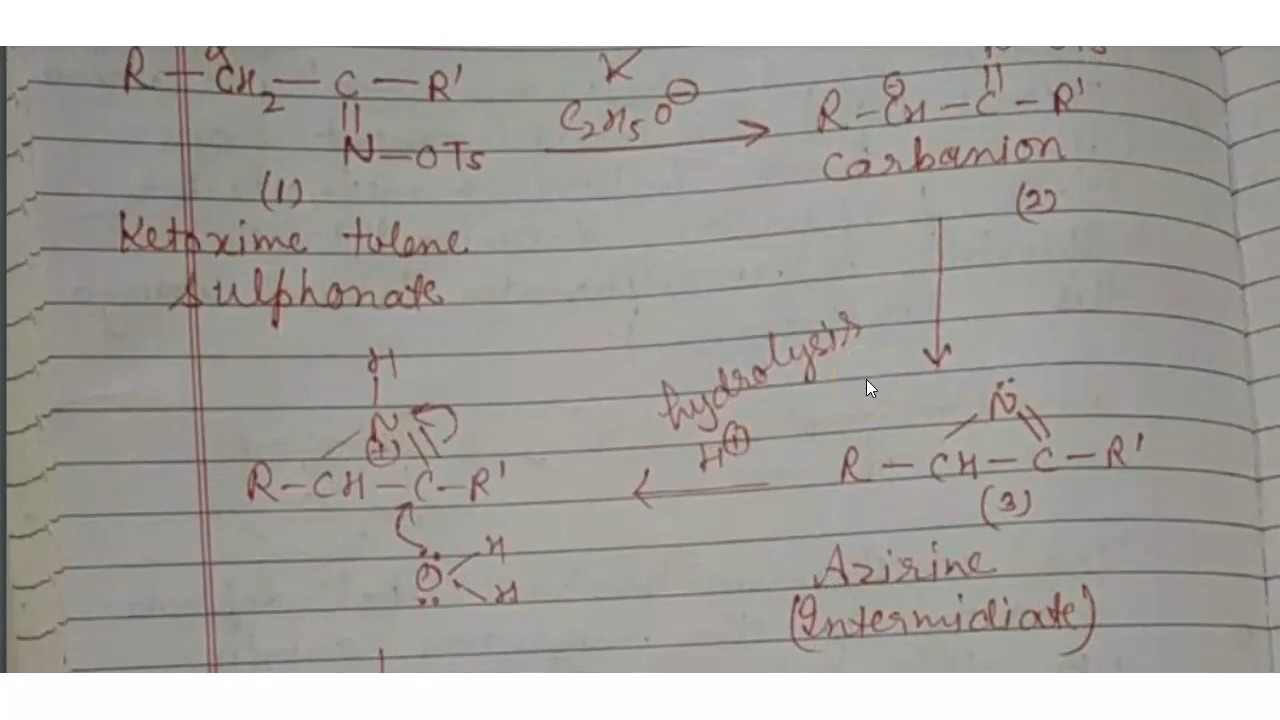 R — CH₂ — C — R'
||
N — OTs
(1)
Ketoxime tolene
sulphonate
K
C₂H₅O⊖
R — CH — C — R'
⊖
||
Carbanion
(2)
hydrolysis
H⊕
N̈
R — CH — C — R'
(3)
Azirine
(Intermidiate)
H
N
⊕
R — CH — C — R'
O
H
H